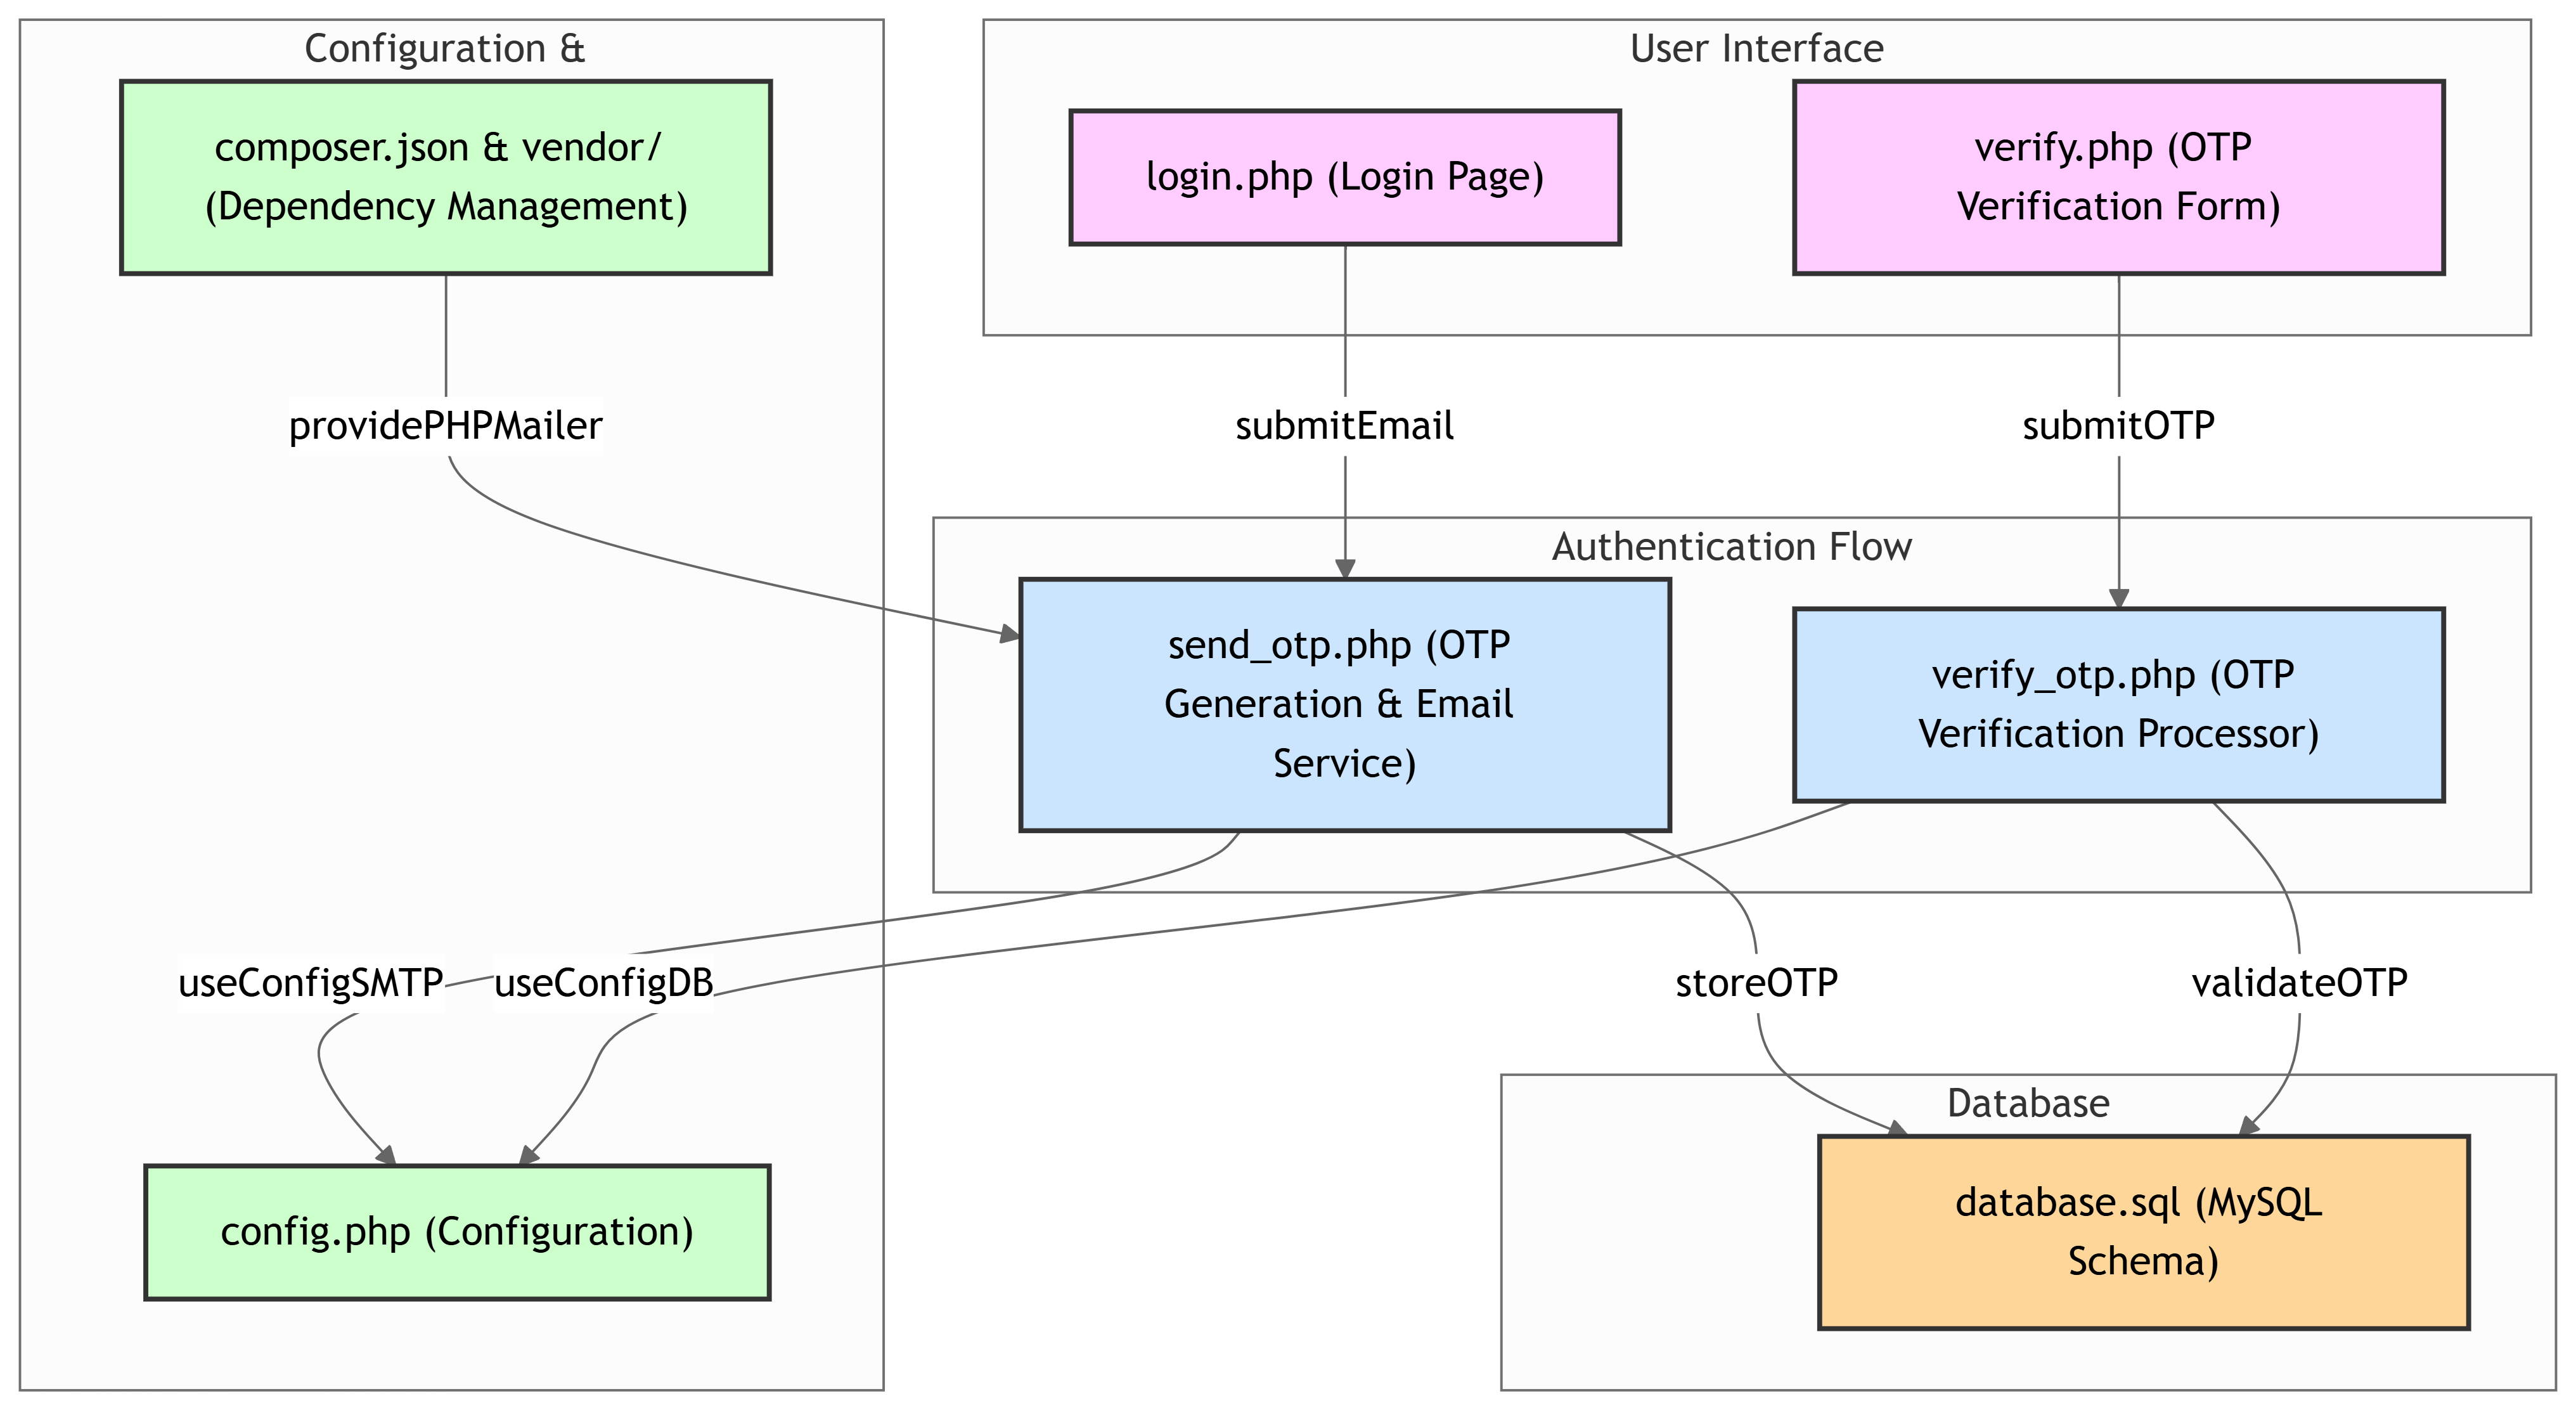 Configuration &
composer.json & vendor/
(Dependency Management)
User Interface
login.php (Login Page)
verify.php (OTP
Verification Form)
providePHPMailer
submitEmail
submitOTP
Authentication Flow
send_otp.php (OTP
Generation & Email
Service)
verify_otp.php (OTP
Verification Processor)
useConfigSMTP
useConfigDB
storeOTP
validateOTP
config.php (Configuration)
Database
database.sql (MySQL
Schema)